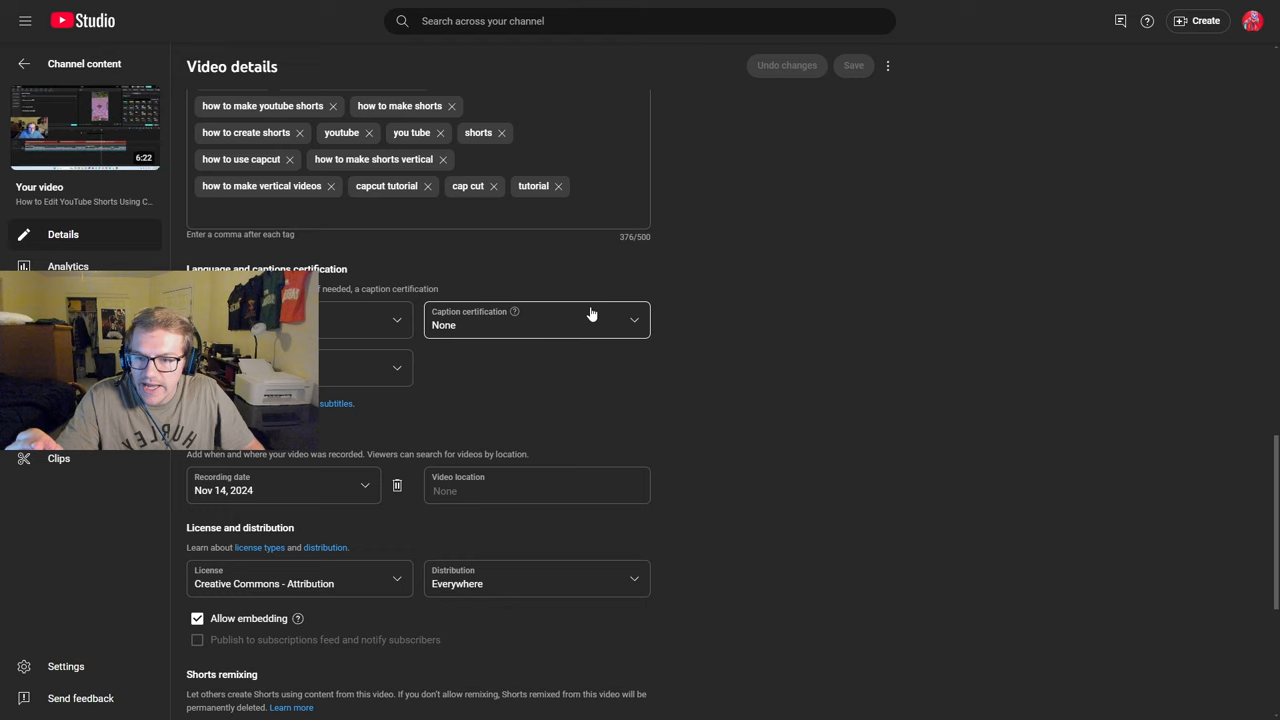 Studio
Search across your channel
Create
Channel content
Video details
Undo changes
Save
how to make youtube shorts
how to make shorts
how to create shorts
youtube
you tube
shorts
6:22
how to use capcut
how to make shorts vertical
Your video
how to make vertical videos
capcut tutorial
cap cut
tutorial
How to Edit YouTube Shorts Using C...
Enter a comma after each tag
376/500
Details
Analytics
Language and captions certification
f needed, a caption certification
Caption certification
None
subtitles.
Clips
Add when and where your video was recorded. Viewers can search for videos by location.
Recording date
Nov 14, 2024
Video location
None
License and distribution
Learn about license types and distribution.
License
Creative Commons - Attribution
Distribution
Everywhere
Allow embedding
Publish to subscriptions feed and notify subscribers
Settings
Shorts remixing
Let others create Shorts using content from this video. If you don't allow remixing, Shorts remixed from this video will be
permanently deleted. Learn more
Send feedback